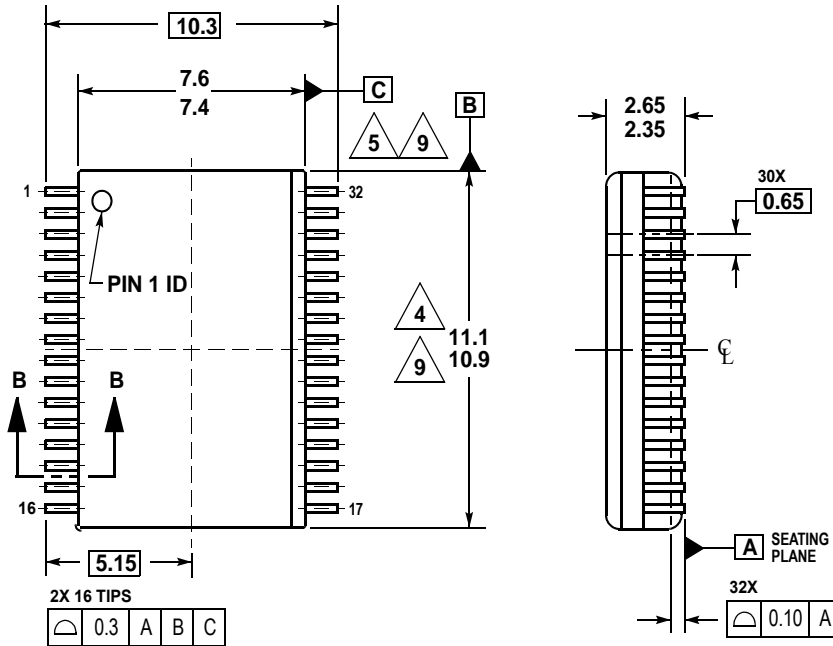 10.3
7.6
7.4
C
B
5
9
2.65
2.35
30X
0.65
1
32
PIN 1 ID
4
11.1
10.9
9
B
B
℄
16
17
5.15
A
SEATING
PLANE
2X 16 TIPS
⌓ 0.3 A B C
32X
⌓ 0.10 A